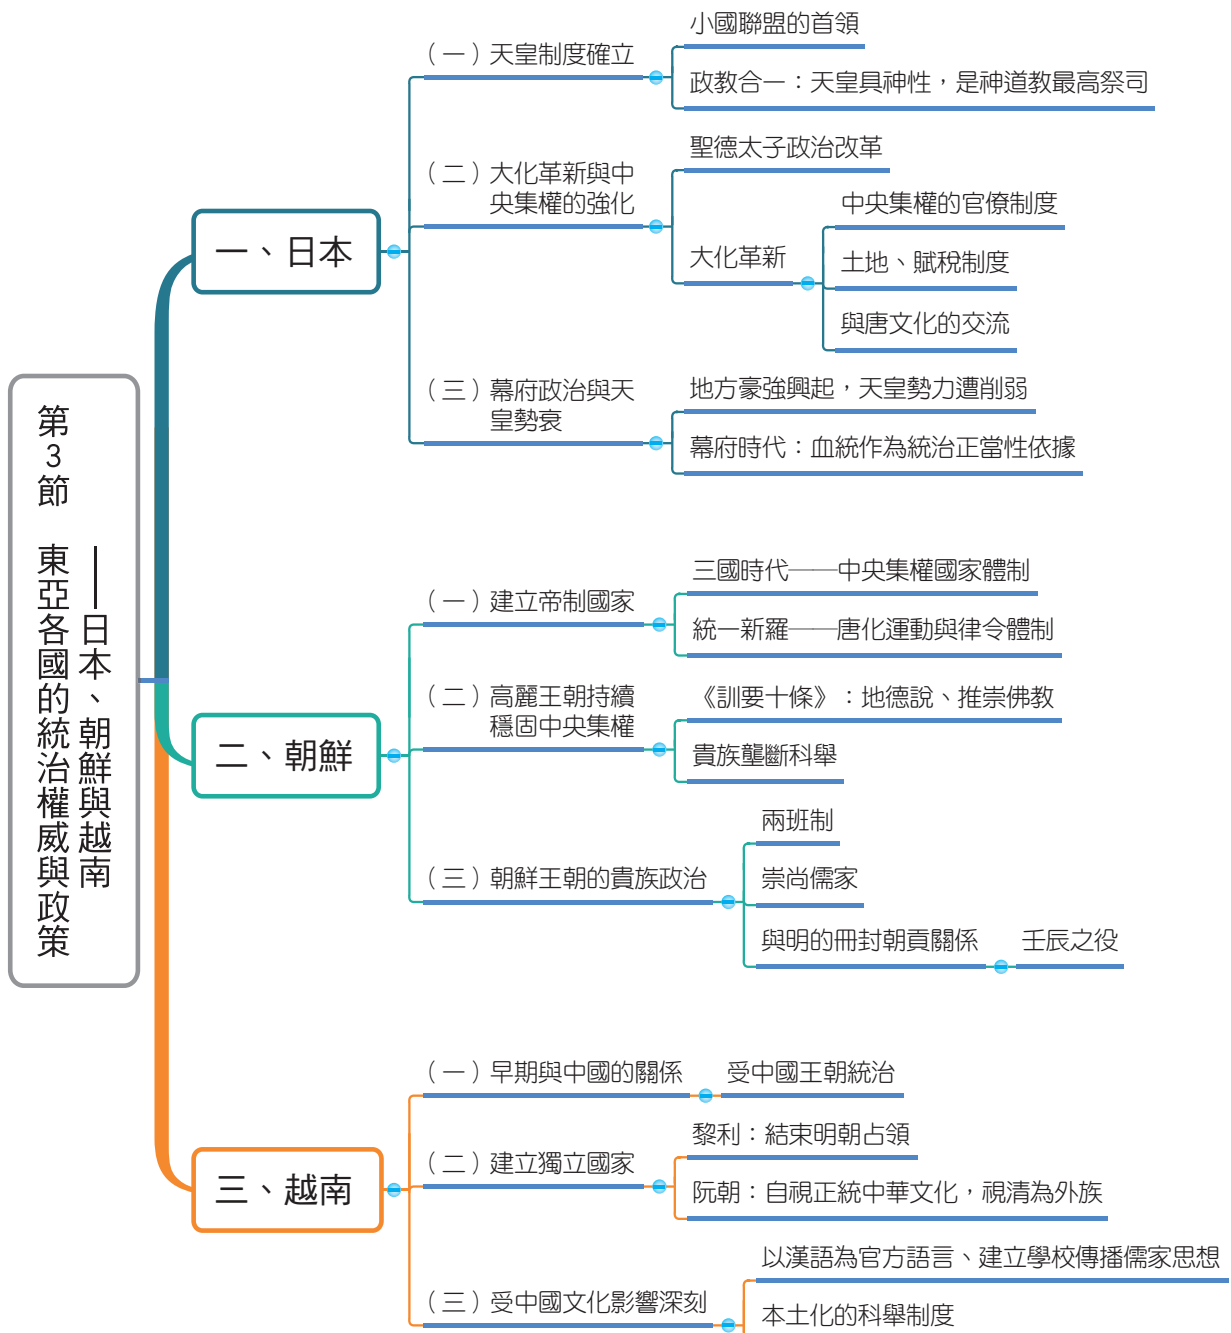 第3節 東亞各國的統治權威與政策
——日本、朝鮮與越南
一、日本
（一）天皇制度確立
小國聯盟的首領
政教合一：天皇具神性，是神道教最高祭司
（二）大化革新與中
央集權的強化
聖德太子政治改革
大化革新
中央集權的官僚制度
土地、賦稅制度
與唐文化的交流
（三）幕府政治與天
皇勢衰
地方豪強興起，天皇勢力遭削弱
幕府時代：血統作為統治正當性依據
二、朝鮮
（一）建立帝制國家
三國時代——中央集權國家體制
統一新羅——唐化運動與律令體制
（二）高麗王朝持續
穩固中央集權
《訓要十條》：地德說、推崇佛教
貴族壟斷科舉
（三）朝鮮王朝的貴族政治
兩班制
崇尚儒家
與明的冊封朝貢關係
壬辰之役
三、越南
（一）早期與中國的關係
受中國王朝統治
（二）建立獨立國家
黎利：結束明朝占領
阮朝：自視正統中華文化，視清為外族
（三）受中國文化影響深刻
以漢語為官方語言、建立學校傳播儒家思想
本土化的科舉制度